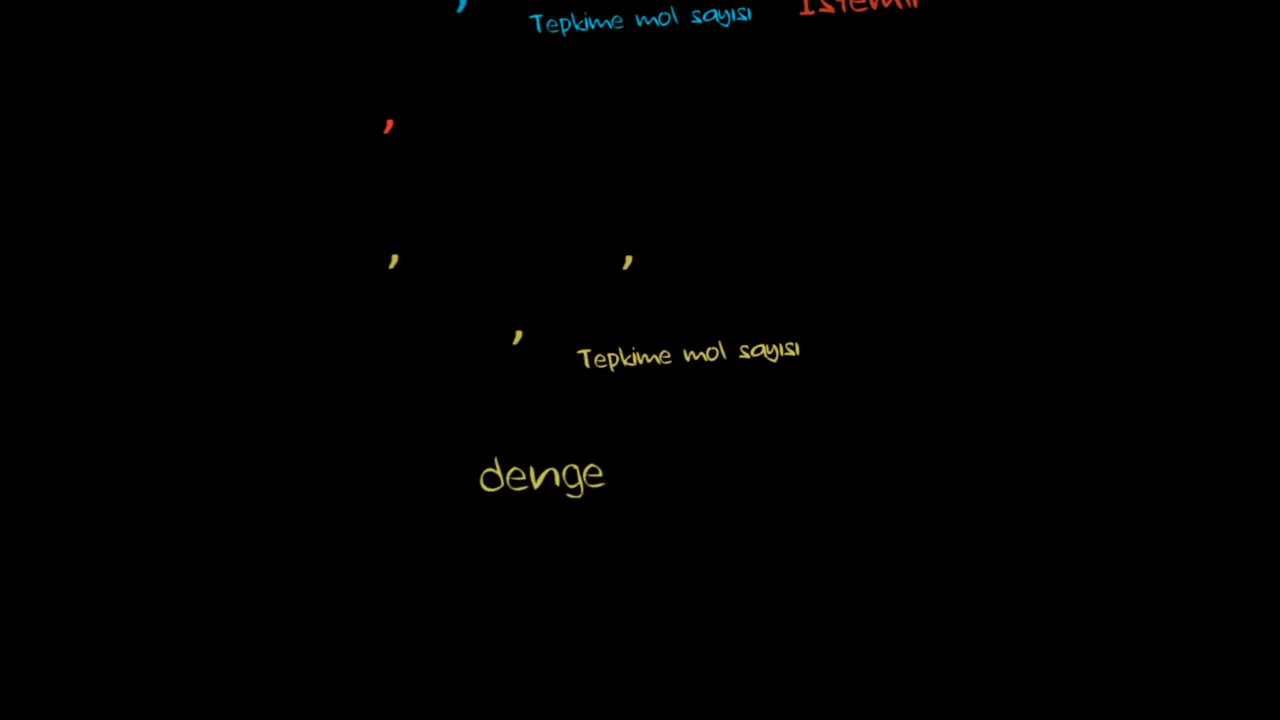 , Tepkime mol sayısı
,
, ,
, Tepkime mol sayısı
denge